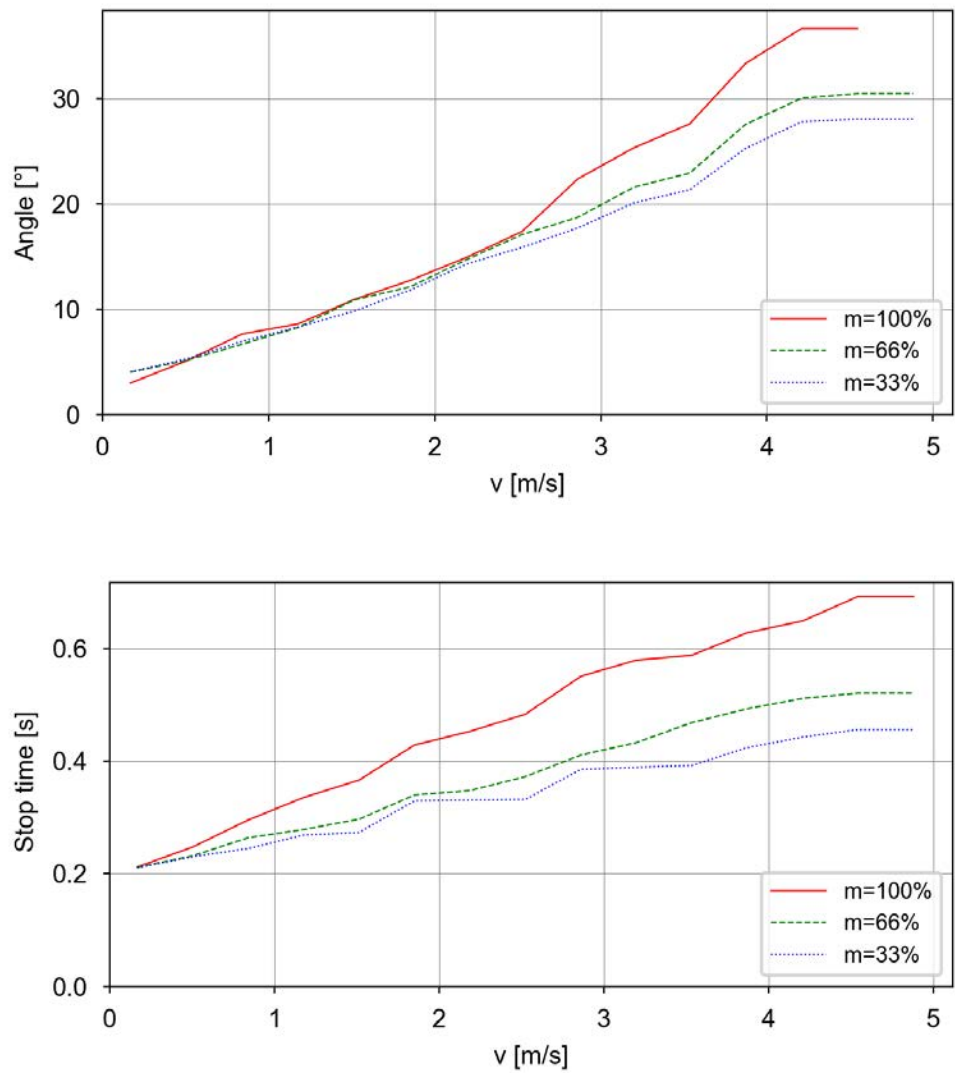 Angle [°]
30
20
10
0
0 1 2 3 4 5
v [m/s]
m=100%
m=66%
m=33%
Stop time [s]
0.6
0.4
0.2
0.0
0 1 2 3 4 5
v [m/s]
m=100%
m=66%
m=33%